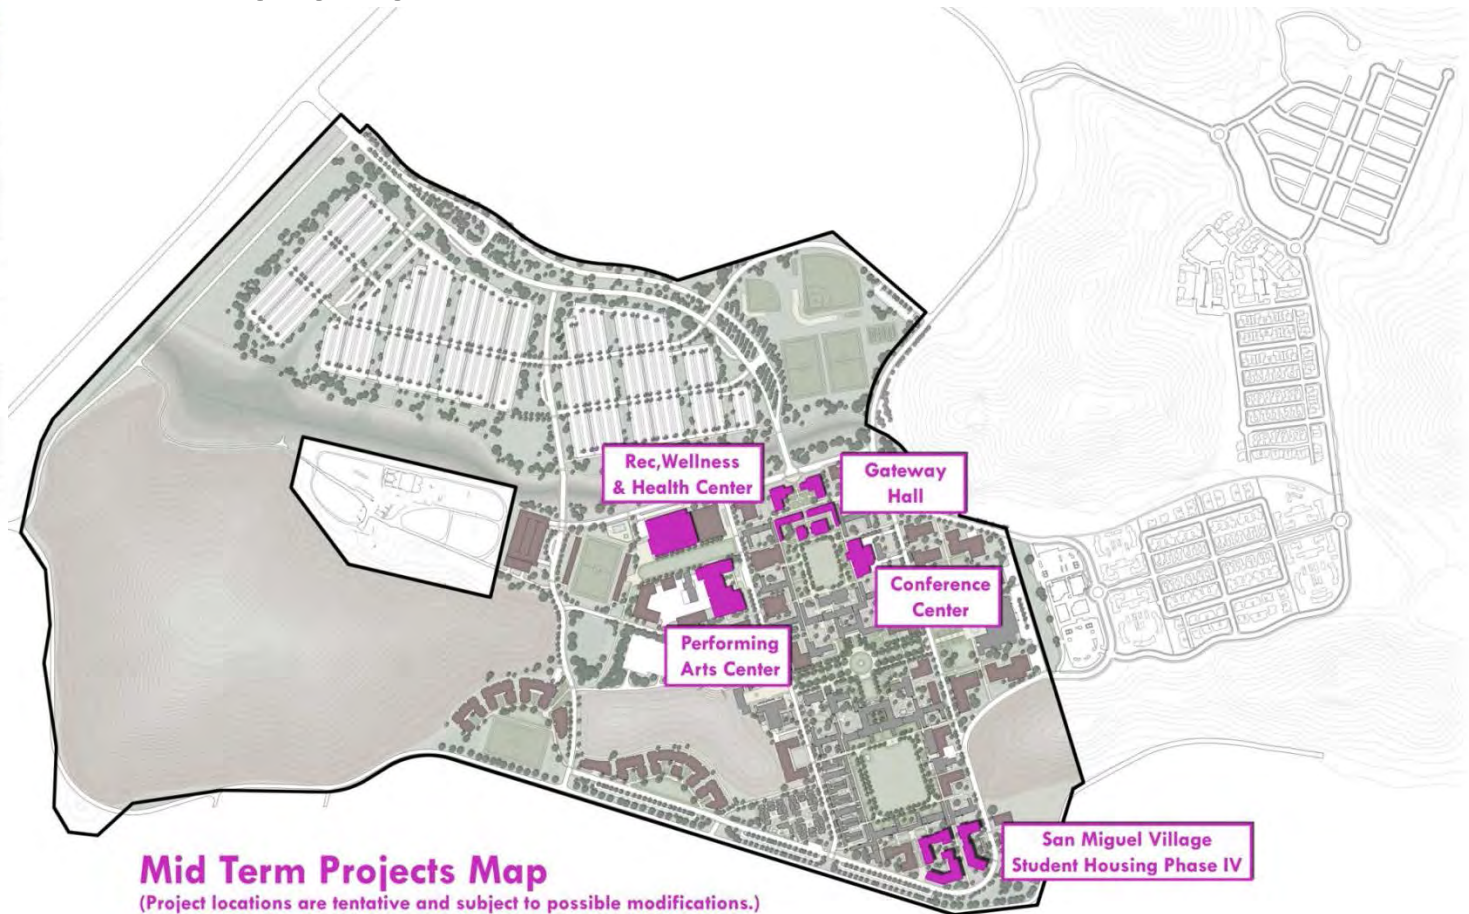 Rec,Wellness
& Health Center
Gateway
Hall
Conference
Center
Performing
Arts Center
San Miguel Village
Student Housing Phase IV
Mid Term Projects Map
(Project locations are tentative and subject to possible modifications.)